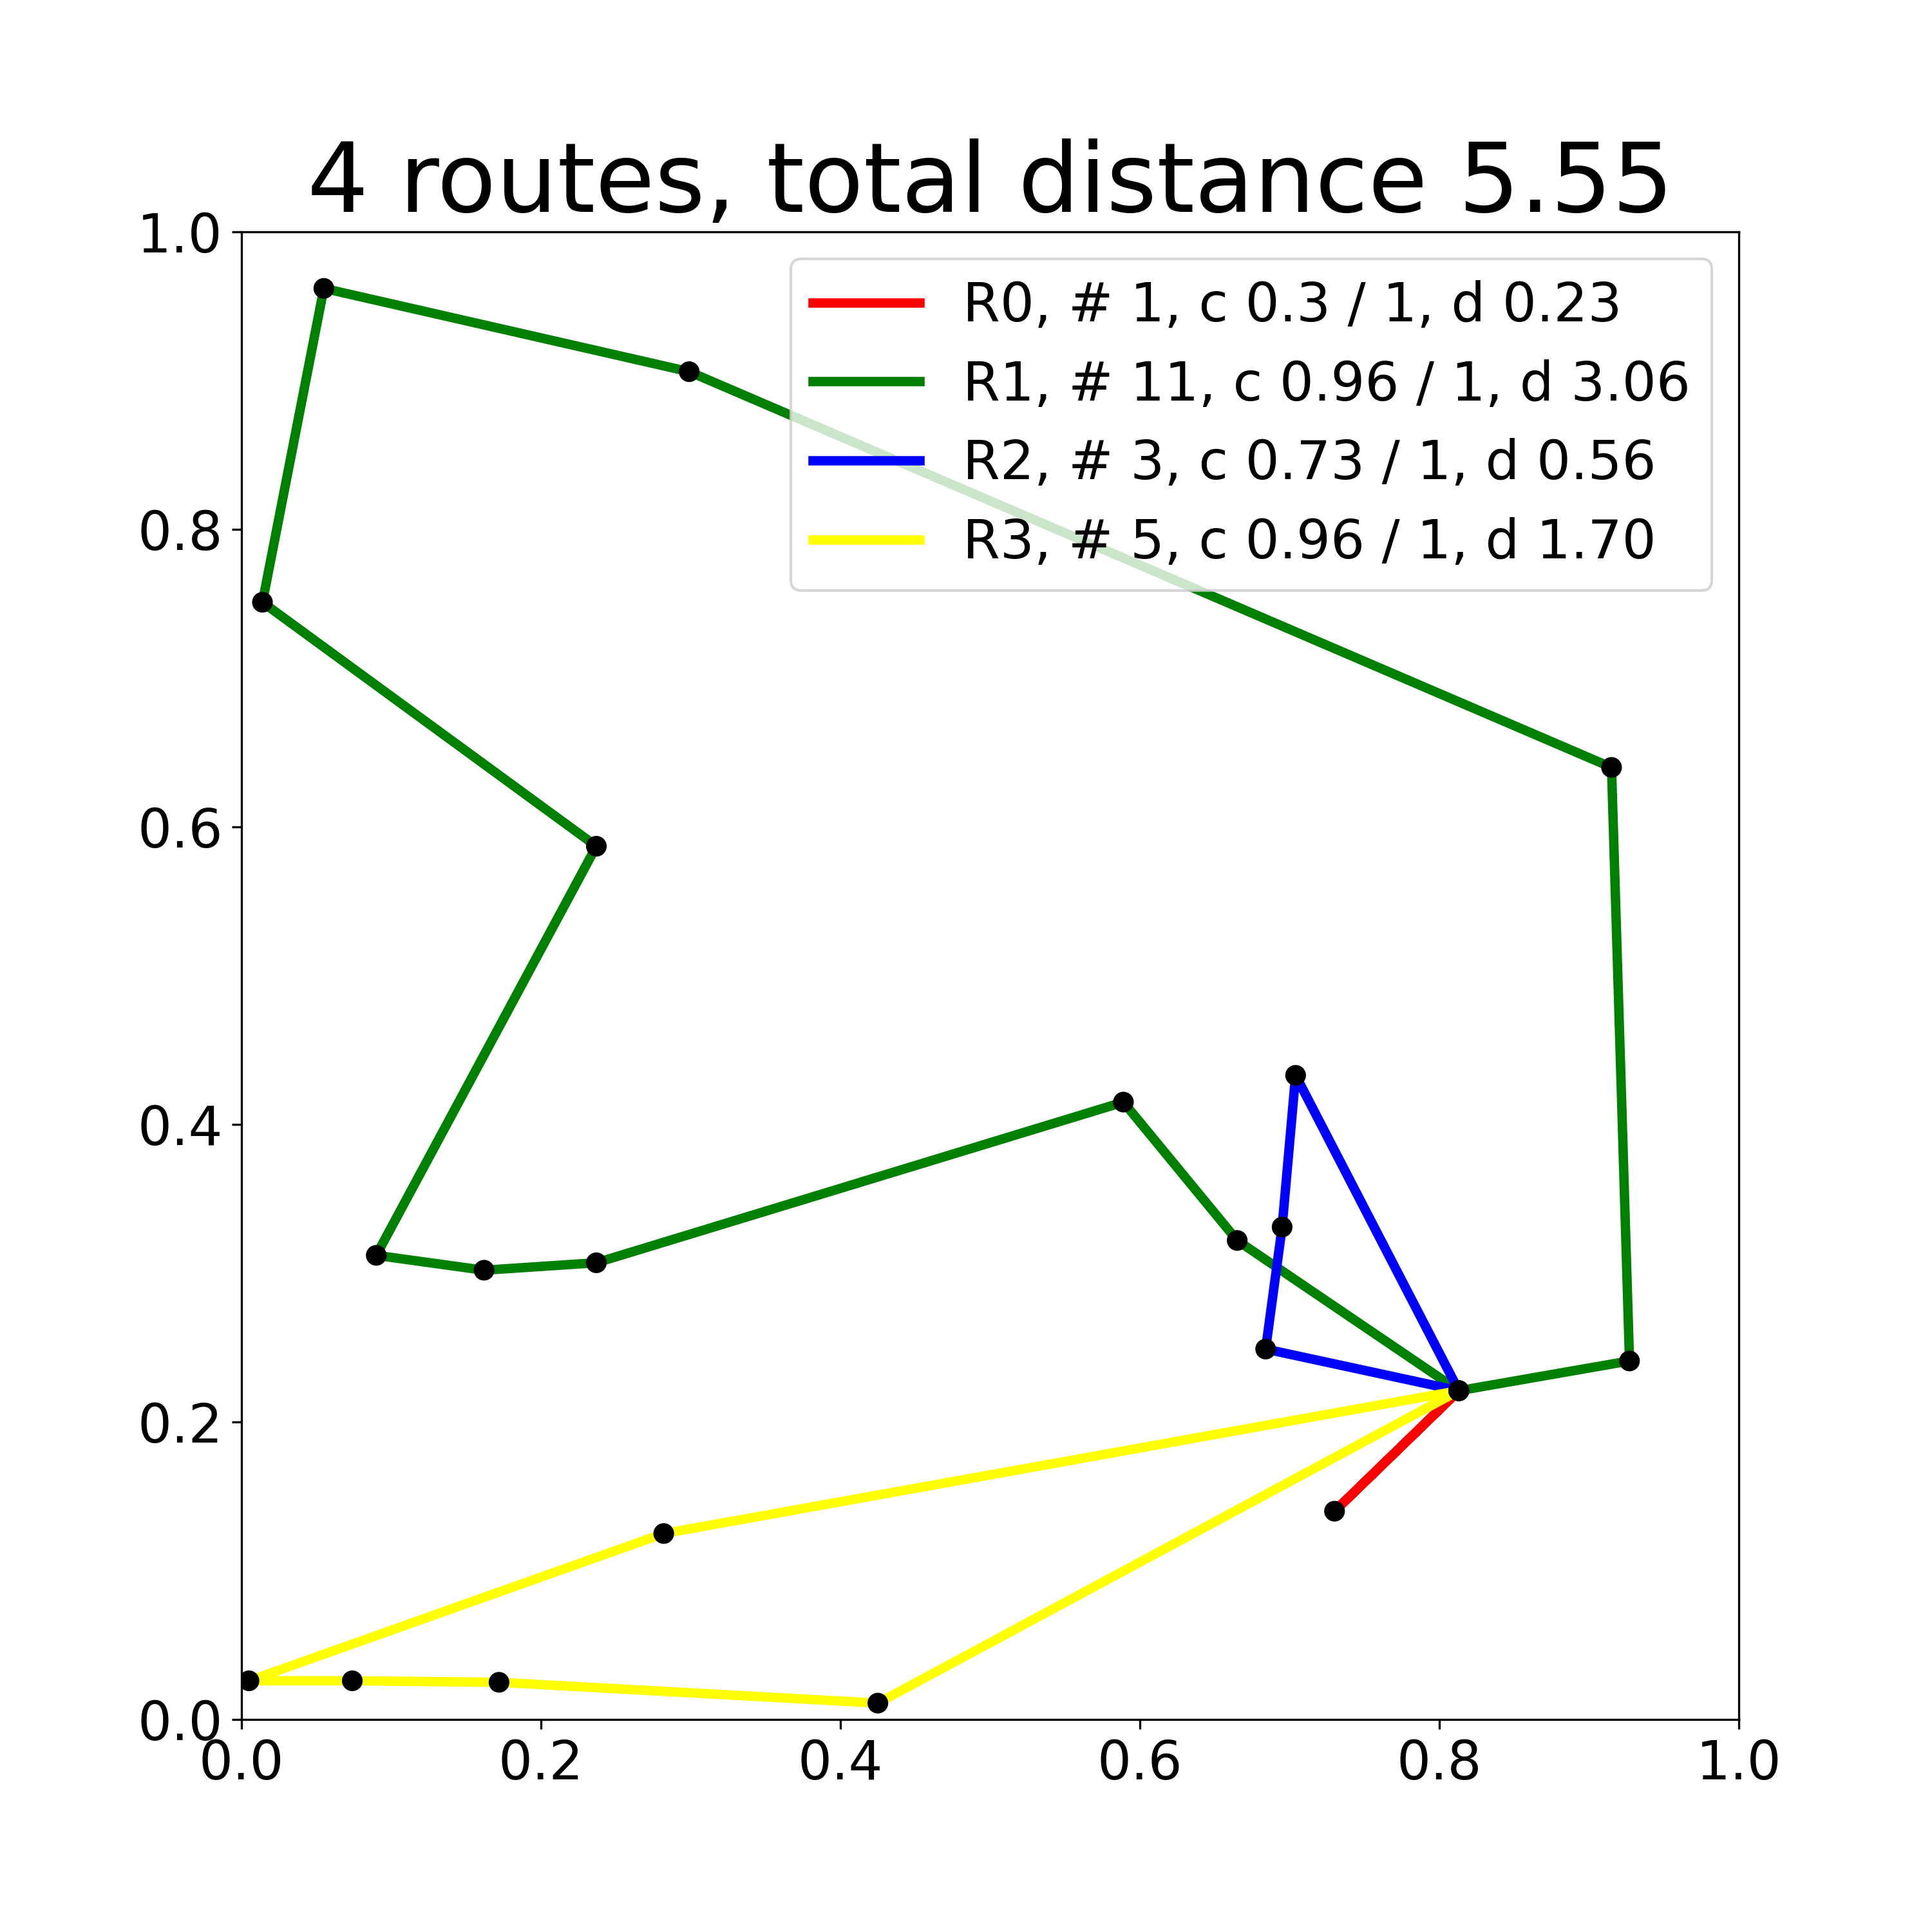 4 routes, total distance 5.55
1.0
R0, # 1, c 0.3 / 1, d 0.23
R1, # 11, c 0.96 / 1, d 3.06
R2, # 3, c 0.73 / 1, d 0.56
R3, # 5, c 0.96 / 1, d 1.70
0.8
0.6
0.4
0.2
0.0
0.0 0.2 0.4 0.6 0.8 1.0